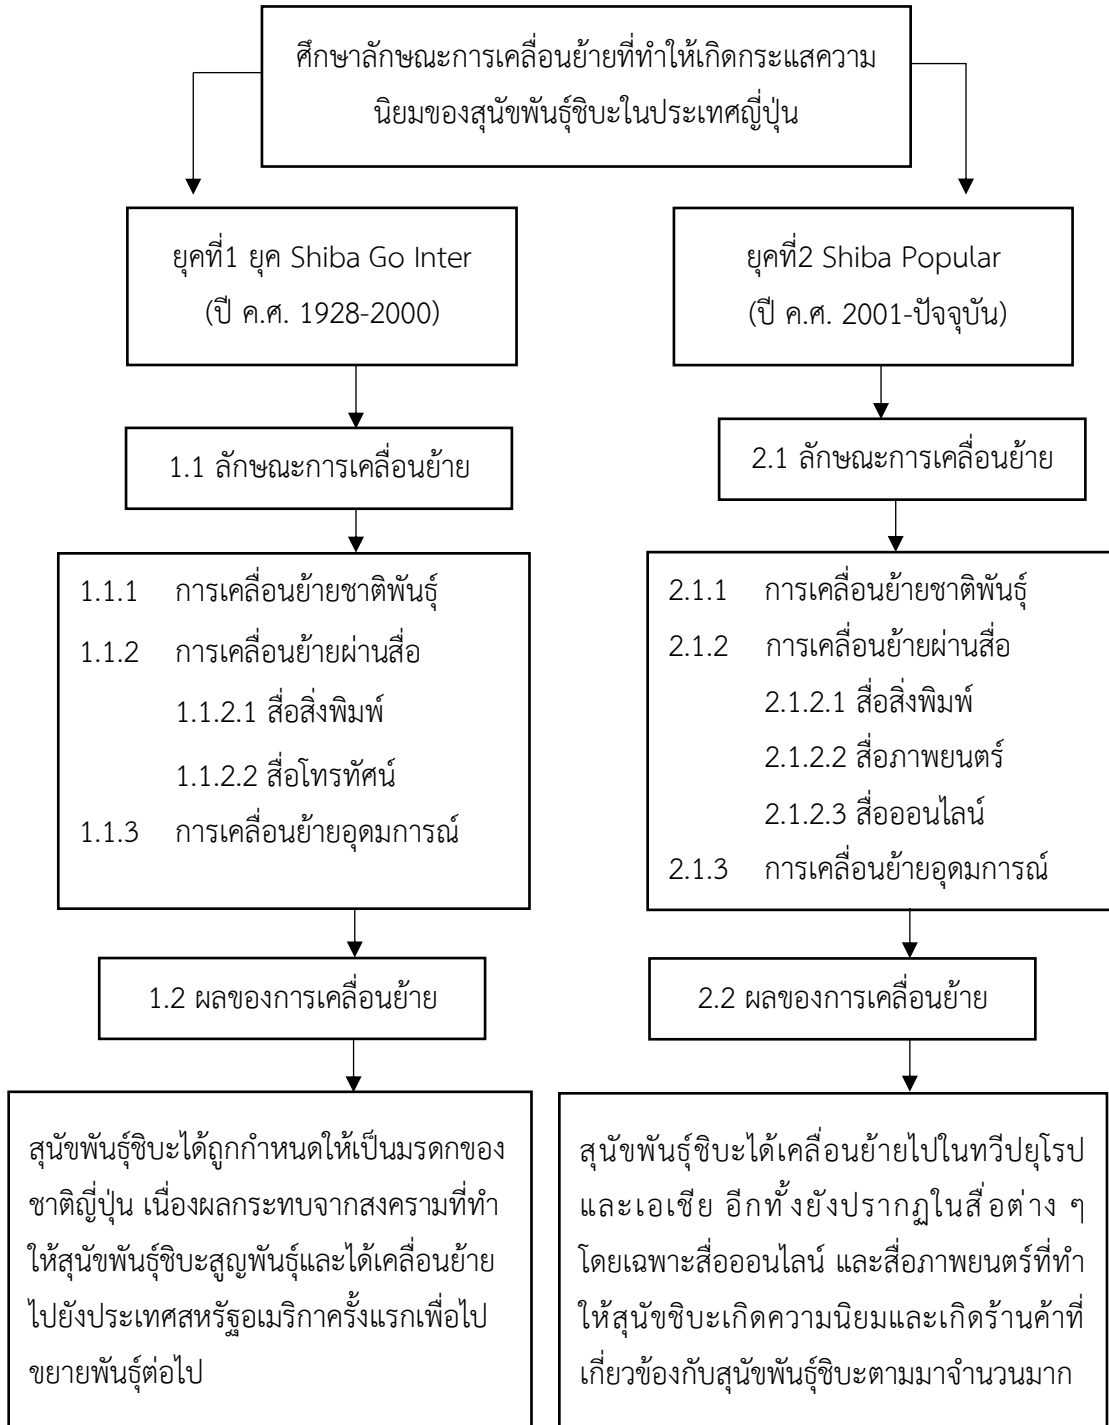 ศึกษาลักษณะการเคลื่อนย้ายที่ทำให้เกิดกระแสความ
นิยมของสุนัขพันธุ์ชิบะในประเทศญี่ปุ่น
ยุคที่1 ยุค Shiba Go Inter
(ปี ค.ศ. 1928-2000)
1.1 ลักษณะการเคลื่อนย้าย
1.1.1 การเคลื่อนย้ายชาติพันธุ์
1.1.2 การเคลื่อนย้ายผ่านสื่อ
1.1.2.1 สื่อสิ่งพิมพ์
1.1.2.2 สื่อโทรทัศน์
1.1.3 การเคลื่อนย้ายอุดมการณ์
1.2 ผลของการเคลื่อนย้าย
สุนัขพันธุ์ชิบะได้ถูกกำหนดให้เป็นมรดกของ
ชาติญี่ปุ่น เนื่องผลกระทบจากสงครามที่ทำ
ให้สุนัขพันธุ์ชิบะสูญพันธุ์และได้เคลื่อนย้าย
ไปยังประเทศสหรัฐอเมริกาครั้งแรกเพื่อไป
ขยายพันธุ์ต่อไป
ยุคที่2 Shiba Popular
(ปี ค.ศ. 2001-ปัจจุบัน)
2.1 ลักษณะการเคลื่อนย้าย
2.1.1 การเคลื่อนย้ายชาติพันธุ์
2.1.2 การเคลื่อนย้ายผ่านสื่อ
2.1.2.1 สื่อสิ่งพิมพ์
2.1.2.2 สื่อภาพยนตร์
2.1.2.3 สื่อออนไลน์
2.1.3 การเคลื่อนย้ายอุดมการณ์
2.2 ผลของการเคลื่อนย้าย
สุนัขพันธุ์ชิบะได้เคลื่อนย้ายไปในทวีปยุโรป
และเอเชีย อีกทั้งยังปรากฏในสื่อต่าง ๆ
โดยเฉพาะสื่อออนไลน์ และสื่อภาพยนตร์ที่ทำ
ให้สุนัขชิบะเกิดความนิยมและเกิดร้านค้าที่
เกี่ยวข้องกับสุนัขพันธุ์ชิบะตามมาจำนวนมาก